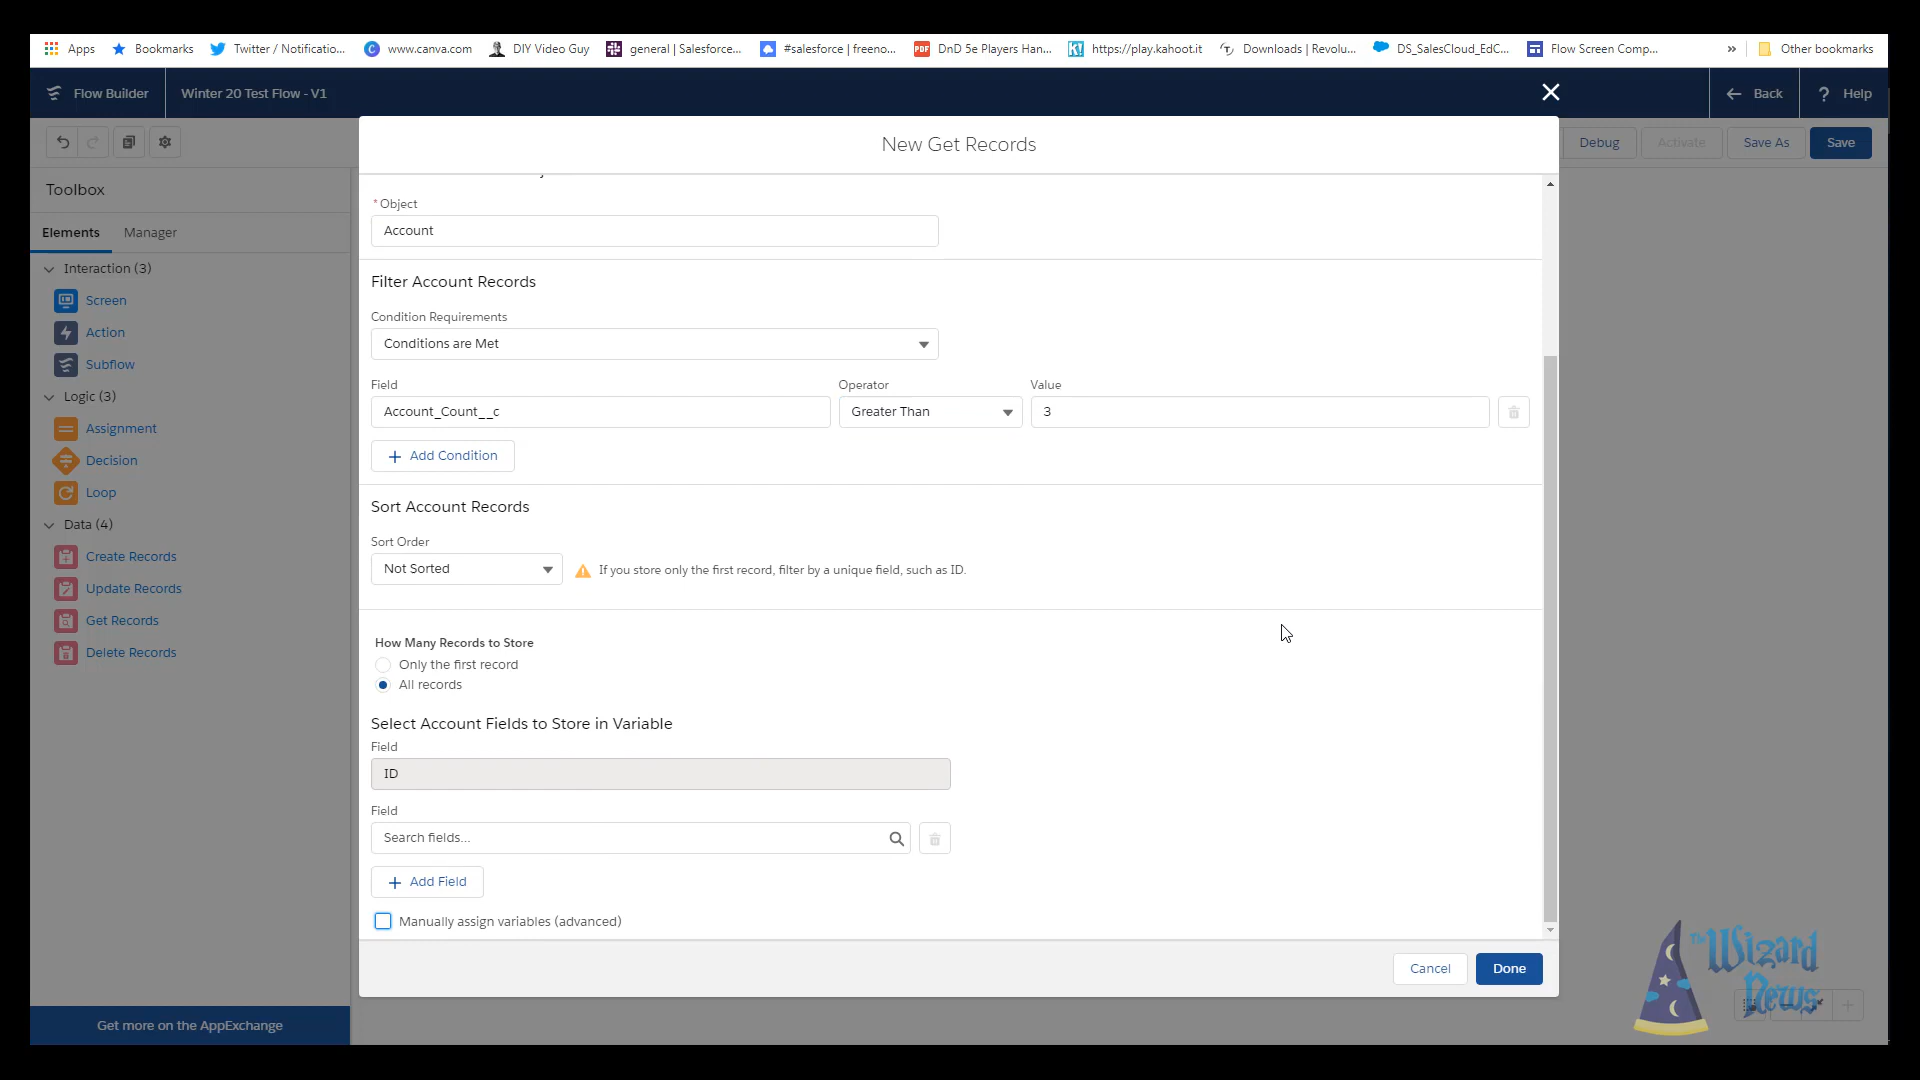 Apps
Bookmarks
Twitter / Notificatio...
www.canva.com
DIY Video Guy
general | Salesforce...
#salesforce | freeno...
DnD 5e Players Han...
https://play.kahoot.it
Downloads | Revolu...
DS_SalesCloud_EdC...
Flow Screen Comp...
»
Other bookmarks
Flow Builder
Winter 20 Test Flow - V1
Back
? Help
Debug
Activate
Save As
Save
New Get Records
Toolbox
Elements
Manager
Interaction (3)
Screen
Action
Subflow
Logic (3)
Assignment
Decision
Loop
Data (4)
Create Records
Update Records
Get Records
Delete Records
Get more on the AppExchange
* Object
Account
Filter Account Records
Condition Requirements
Conditions are Met
Field
Operator
Value
Account_Count__c
Greater Than
3
+ Add Condition
Sort Account Records
Sort Order
Not Sorted
If you store only the first record, filter by a unique field, such as ID.
How Many Records to Store
Only the first record
All records
Select Account Fields to Store in Variable
Field
ID
Field
Search fields...
+ Add Field
Manually assign variables (advanced)
Cancel
Done
The Wizard
News